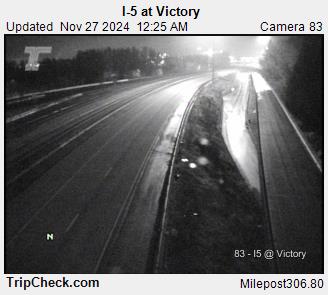 I-5 at Victory
Updated Nov 27 2024 12:25 AM Camera 83
T
N
83 - I5 @ Victory
TripCheck.com Milepost306.80